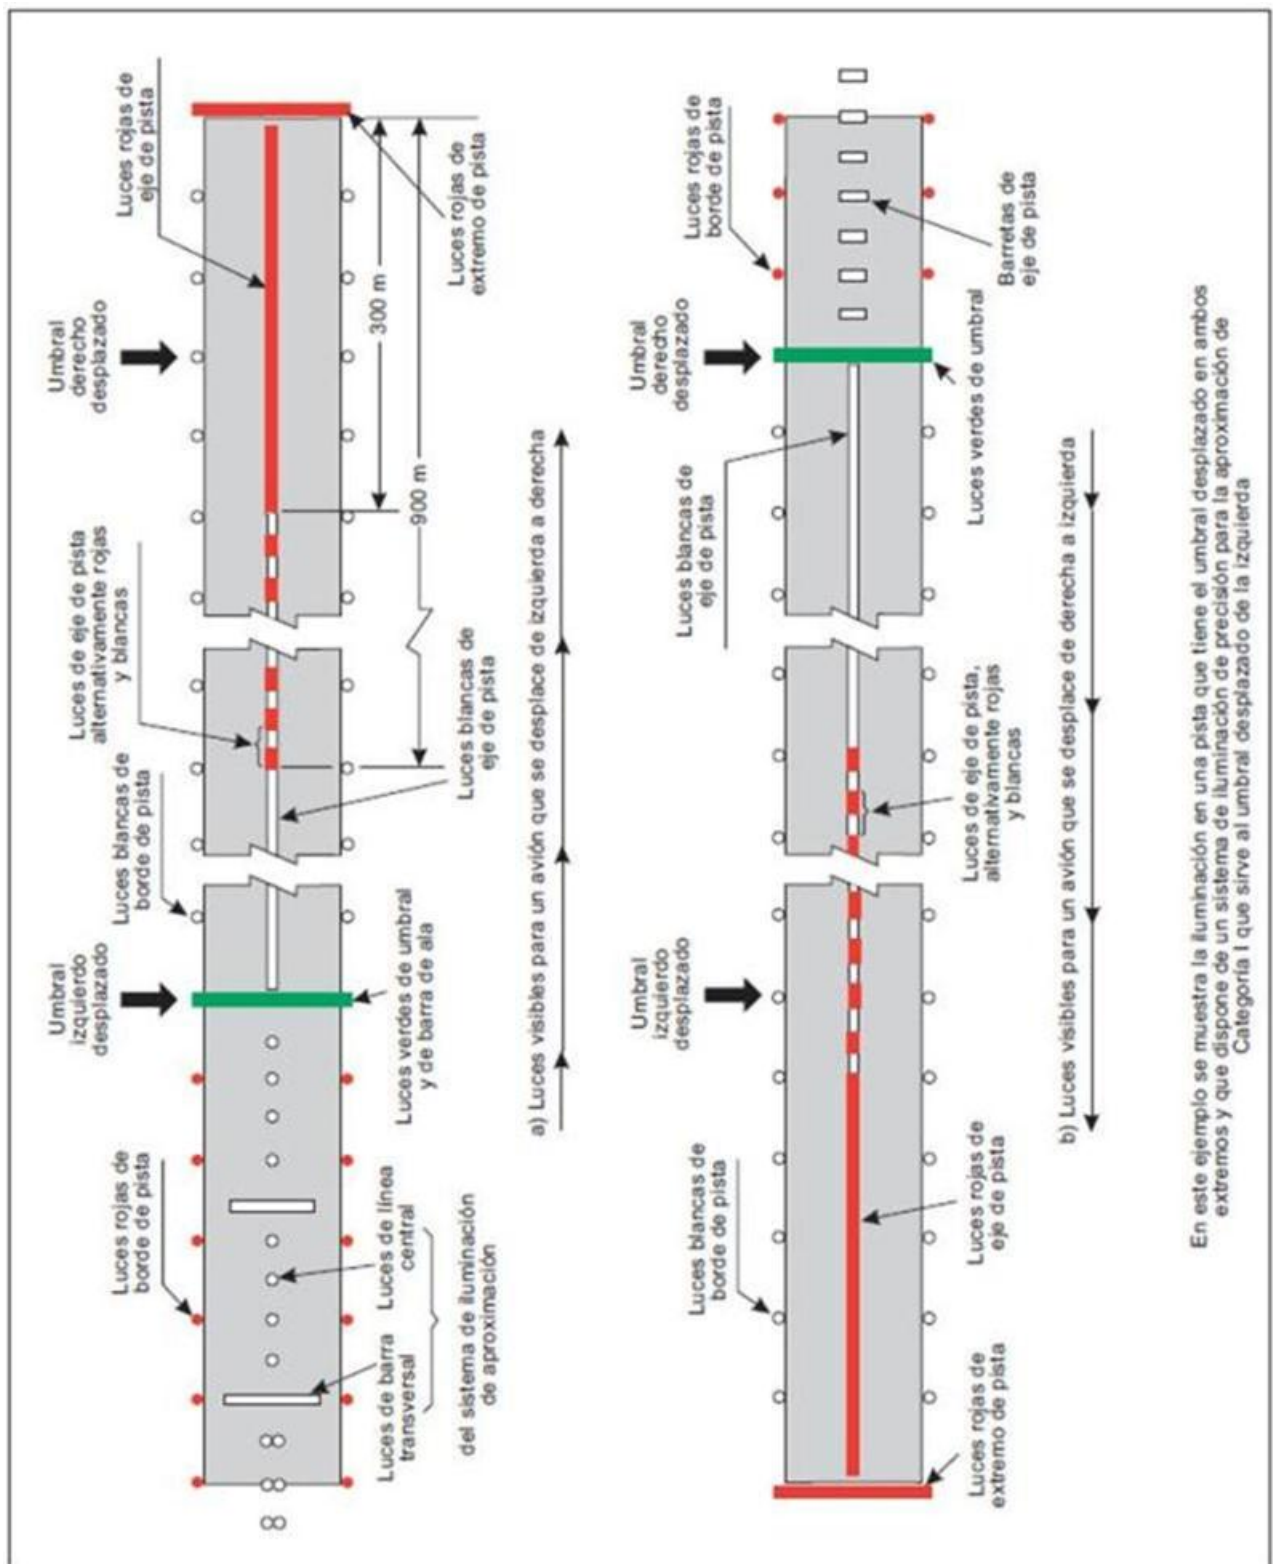 Umbral
izquierdo
desplazado
Luces blancas de
borde de pista
Luces de eje de pista
alternativamente rojas
y blancas
Umbral
derecho
desplazado
Luces rojas de
eje de pista
Luces rojas de
borde de pista
Luces de barra
transversal
Luces de línea
central
del sistema de iluminación
de aproximación
Luces verdes de umbral
y de barra de ala
Luces blancas de
eje de pista
900 m
300 m
Luces rojas de
extremo de pista
a) Luces visibles para un avión que se desplace de izquierda a derecha
Luces blancas de
borde de pista
Umbral
izquierdo
desplazado
Luces blancas de
eje de pista
Umbral
derecho
desplazado
Luces rojas de
borde de pista
Luces rojas de
extremo de pista
Luces rojas de
eje de pista
Luces de eje de pista,
alternativamente rojas
y blancas
Luces verdes de umbral
Barretas de
eje de pista
b) Luces visibles para un avión que se desplace de derecha a izquierda
En este ejemplo se muestra la iluminación en una pista que tiene el umbral desplazado en ambos
extremos y que dispone de un sistema de iluminación de precisión para la aproximación de
Categoría I que sirve al umbral desplazado de la izquierda